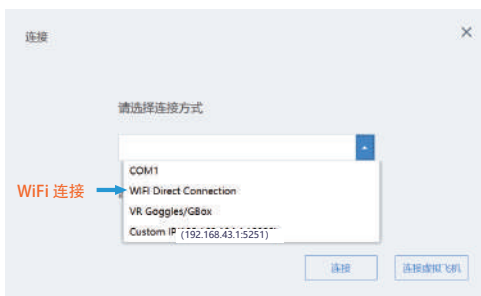 连接
请选择连接方式
COM1
WiFi 连接
WIFI Direct Connection
VR Goggles/GBox
Custom IP (192.168.43.1:5251)
连接
连接虚拟飞机